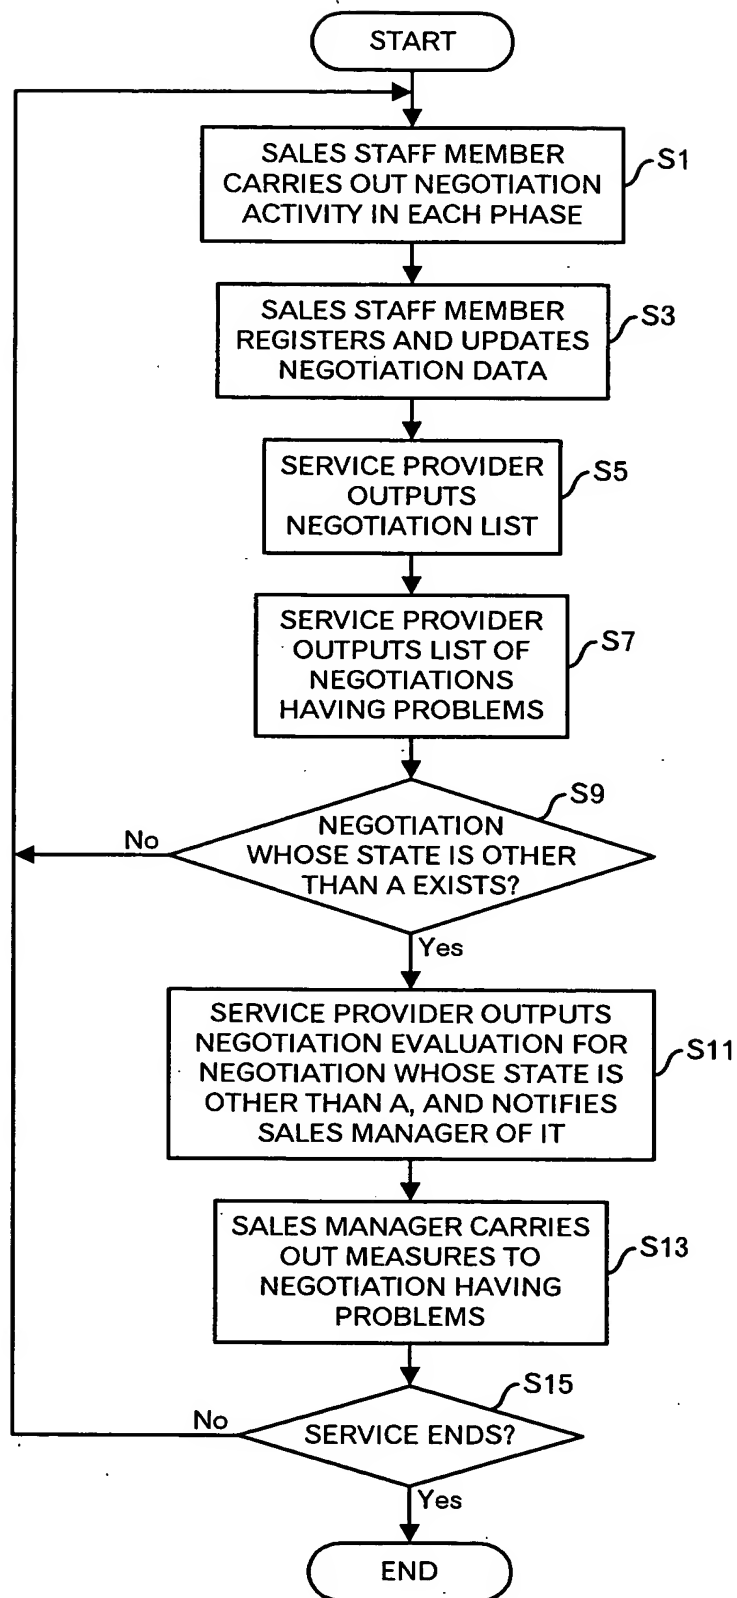 START
SALES STAFF MEMBER
CARRIES OUT NEGOTIATION
ACTIVITY IN EACH PHASE
S1
SALES STAFF MEMBER
REGISTERS AND UPDATES
NEGOTIATION DATA
S3
SERVICE PROVIDER
OUTPUTS
NEGOTIATION LIST
S5
SERVICE PROVIDER
OUTPUTS LIST OF
NEGOTIATIONS
HAVING PROBLEMS
S7
NEGOTIATION
WHOSE STATE IS OTHER
THAN A EXISTS?
S9
No
Yes
SERVICE PROVIDER OUTPUTS
NEGOTIATION EVALUATION FOR
NEGOTIATION WHOSE STATE IS
OTHER THAN A, AND NOTIFIES
SALES MANAGER OF IT
S11
SALES MANAGER CARRIES
OUT MEASURES TO
NEGOTIATION HAVING
PROBLEMS
S13
SERVICE ENDS?
S15
No
Yes
END